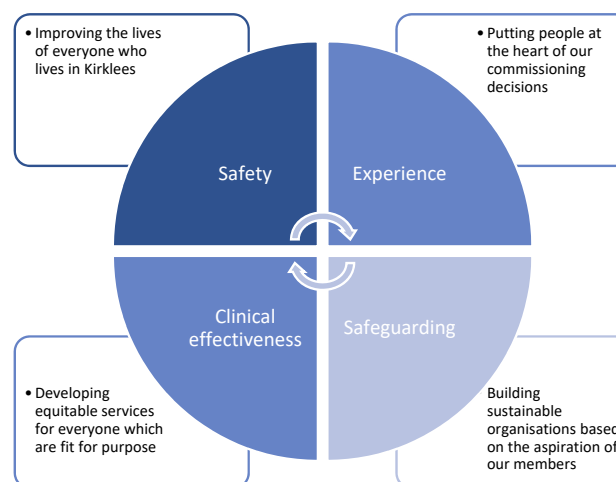 • Improving the lives
of everyone who
lives in Kirklees
• Putting people at
the heart of our
commissioning
decisions
Safety
Experience
Clinical
effectiveness
Safeguarding
• Developing
equitable services
for everyone which
are fit for purpose
Building
sustainable
organisations based
on the aspiration of
our members